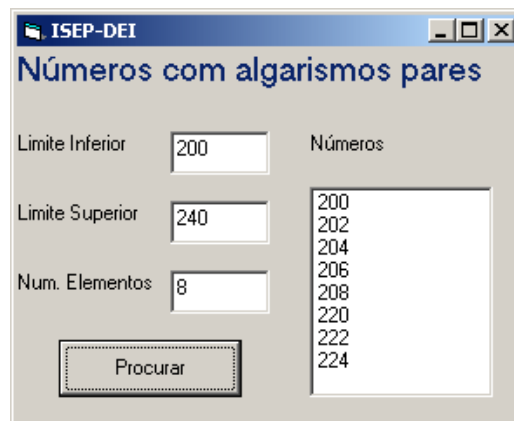 ISEP-DEI
Números com algarismos pares
Limite Inferior
200
Limite Superior
240
Num. Elementos
8
Procurar
Números
200
202
204
206
208
220
222
224